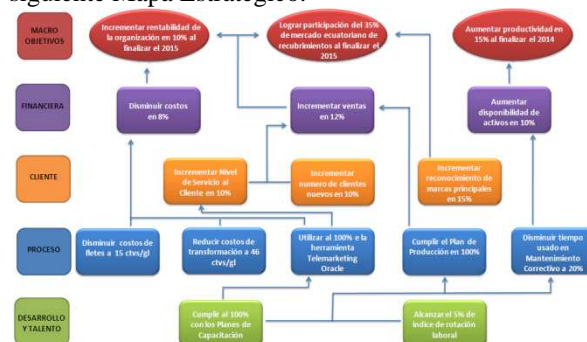 siguiente Mapa Estratégico:
MACRO
OBJETIVOS
Incrementar rentabilidad de
la organización en 10% al
finalizar el 2015
Lograr participación del 35%
de mercado ecuatoriano de
recubrimientos al finalizar
el 2015
Aumentar productividad en
15% al finalizar el 2014
FINANCIERA
Disminuir costos
en 8%
Incrementar ventas
en 12%
Aumentar
disponibilidad de
activos en 10%
CLIENTE
Incrementar Nivel
de Servicio al
Cliente en 10%
Incrementar
numero de clientes
nuevos en 10%
Incrementar
reconocimiento de
marcas principales
en 15%
PROCESO
Disminuir costos de
fletes a 15 ctvs/gl
Reducir costos de
transformación a 46
ctvs/gl
Utilizar al 100% e la
herramienta
Telemarketing
Oracle
Cumplir el Plan de
Producción en 100%
Disminuir tiempo
usado en
Mantenimiento
Correctivo a 20%
DESARROLLO
Y TALENTO
Cumplir al 100%
con los Planes de
Capacitación
Alcanzar el 5% de
índice de rotación
laboral